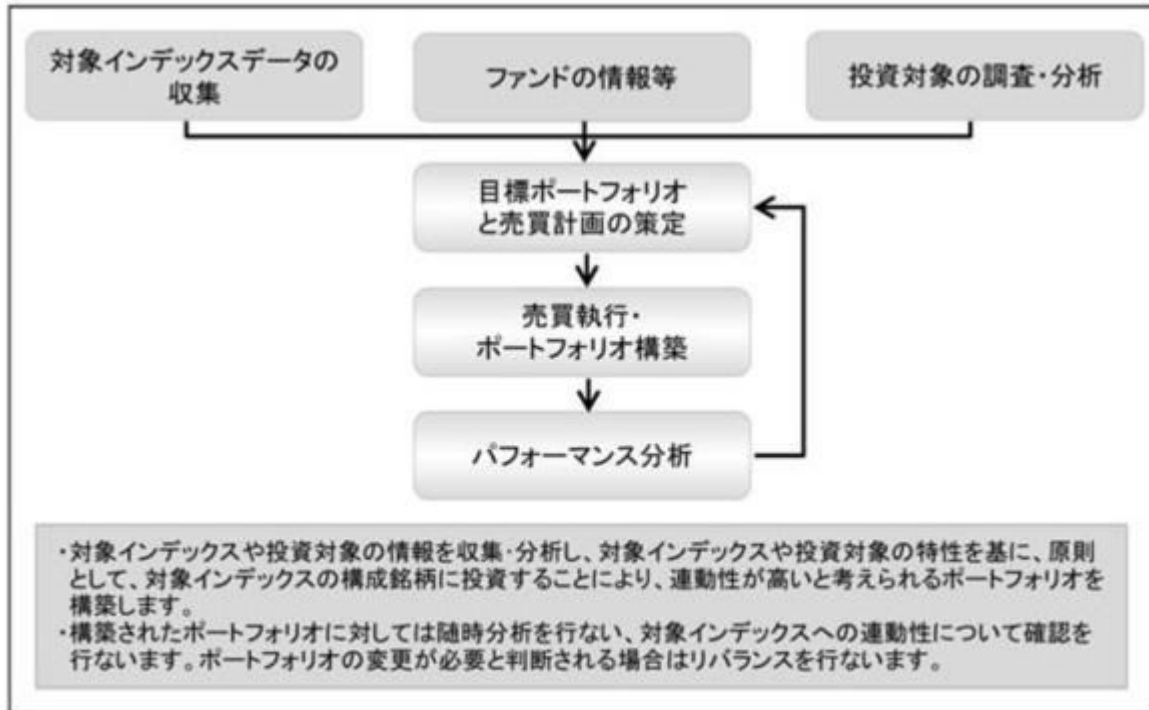 対象インデックスデータの
収集
ファンドの情報等
投資対象の調査・分析
目標ポートフォリオ
と売買計画の策定
売買執行・
ポートフォリオ構築
パフォーマンス分析
・対象インデックスや投資対象の情報を収集・分析し、対象インデックスや投資対象の特性を基に、原則
として、対象インデックスの構成銘柄に投資することにより、連動性が高いと考えられるポートフォリオを
構築します。
・構築されたポートフォリオに対しては随時分析を行ない、対象インデックスへの連動性について確認を
行ないます。ポートフォリオの変更が必要と判断される場合はリバランスを行ないます。